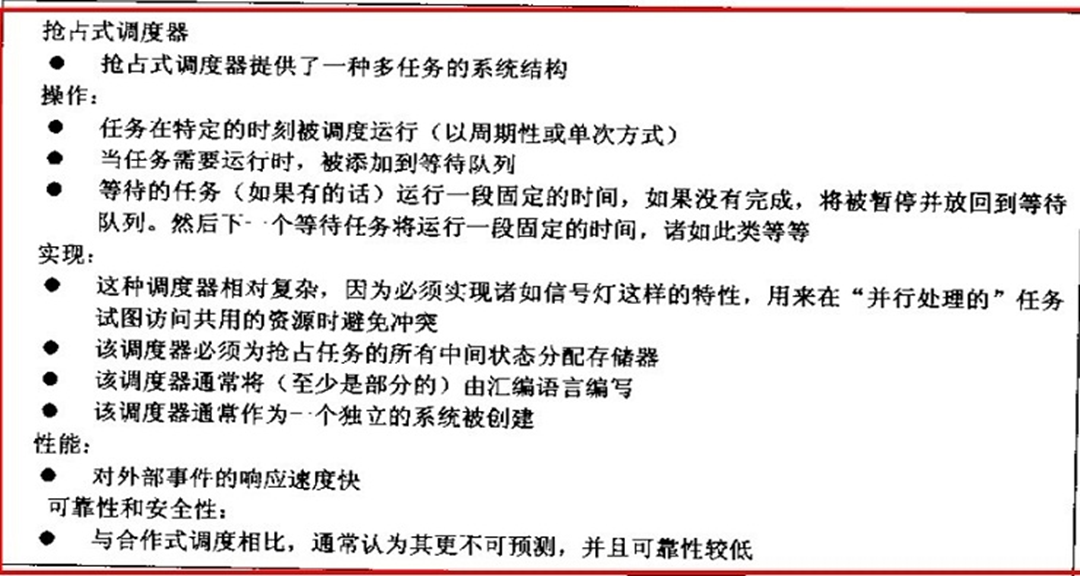 抢占式调度器
● 抢占式调度器提供了一种多任务的系统结构
操作：
● 任务在特定的时刻被调度运行（以周期性或单次方式）
● 当任务需要运行时，被添加到等待队列
● 等待的任务（如果有的话）运行一段固定的时间，如果没有完成，将被暂停并放回到等待
队列。然后下一个等待任务将运行一段固定的时间，诸如此类等等
实现：
● 这种调度器相对复杂，因为必须实现诸如信号灯这样的特性，用来在“并行处理的”任务
试图访问共用的资源时避免冲突
● 该调度器必须为抢占任务的所有中间状态分配存储器
● 该调度器通常将（至少是部分的）由汇编语言编写
● 该调度器通常作为一个独立的系统被创建
性能：
● 对外部事件的响应速度快
可靠性和安全性：
● 与合作式调度相比，通常认为其更不可预测，并且可靠性较低